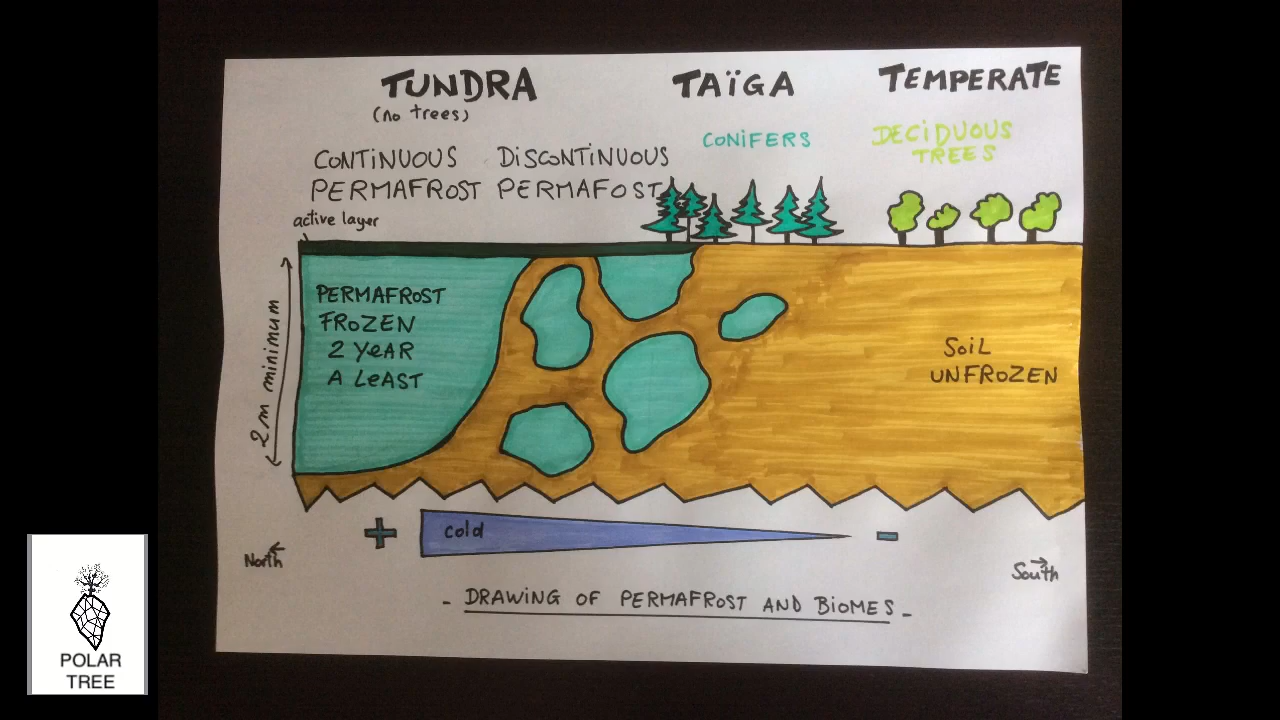 TUNDRA
(no trees)
TAÏGA
TEMPERATE
CONIFERS
DECIDUOUS
TREES
CONTINUOUS
PERMAFROST
DISCONTINUOUS
PERMAFOST
active layer
2 m minimum
PERMAFROST
FROZEN
2 YEAR
A LEAST
SOIL
UNFROZEN
+
cold
-
North
South
- DRAWING OF PERMAFROST AND BIOMES -
POLAR
TREE